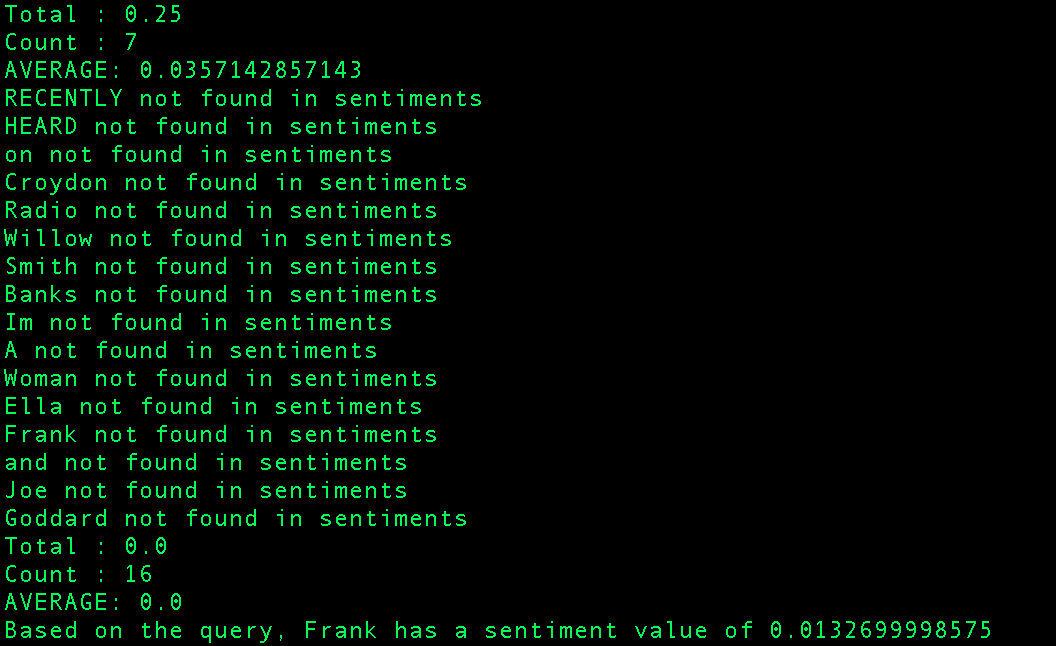 Total : 0.25
Count : 7
AVERAGE: 0.0357142857143
RECENTLY not found in sentiments
HEARD not found in sentiments
on not found in sentiments
Croydon not found in sentiments
Radio not found in sentiments
Willow not found in sentiments
Smith not found in sentiments
Banks not found in sentiments
Im not found in sentiments
A not found in sentiments
Woman not found in sentiments
Ella not found in sentiments
Frank not found in sentiments
and not found in sentiments
Joe not found in sentiments
Goddard not found in sentiments
Total : 0.0
Count : 16
AVERAGE: 0.0
Based on the query, Frank has a sentiment value of 0.0132699998575